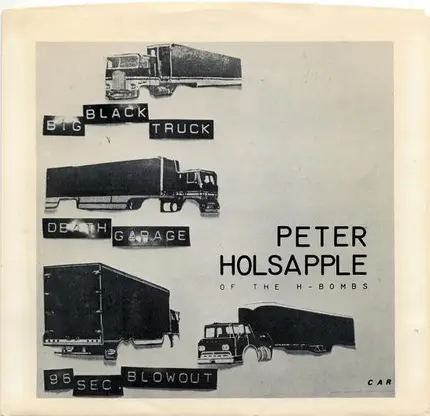 BIG BLACK TRUCK
DEATH GARAGE
PETER
HOLSAPPLE
OF THE H-BOMBS
96 SEC. BLOWOUT
CAR